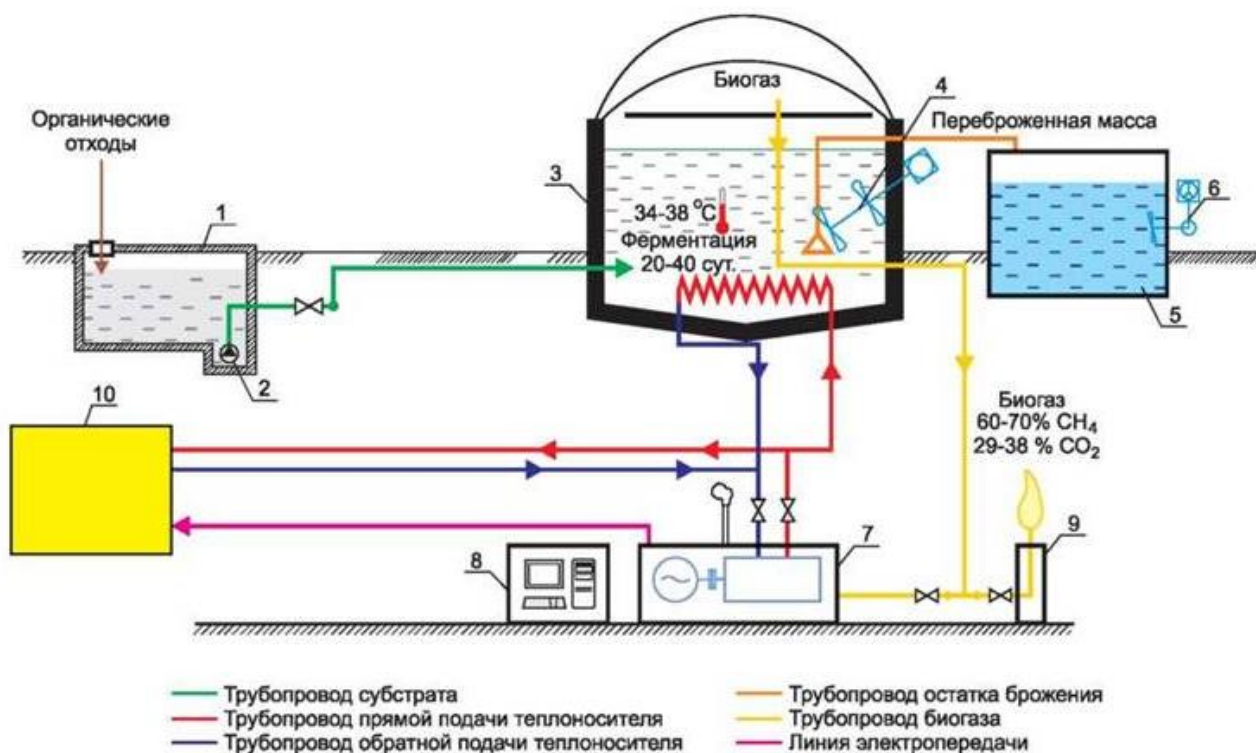 Биогаз
4
Органические
отходы
Переброженная масса
3
6
1
34-38 °C
Ферментация
20-40 сут.
2
5
10
Биогаз
60-70% CH₄
29-38 % CO₂
7
8
9
Трубопровод субстрата
Трубопровод прямой подачи теплоносителя
Трубопровод обратной подачи теплоносителя
Трубопровод остатка брожения
Трубопровод биогаза
Линия электропередачи